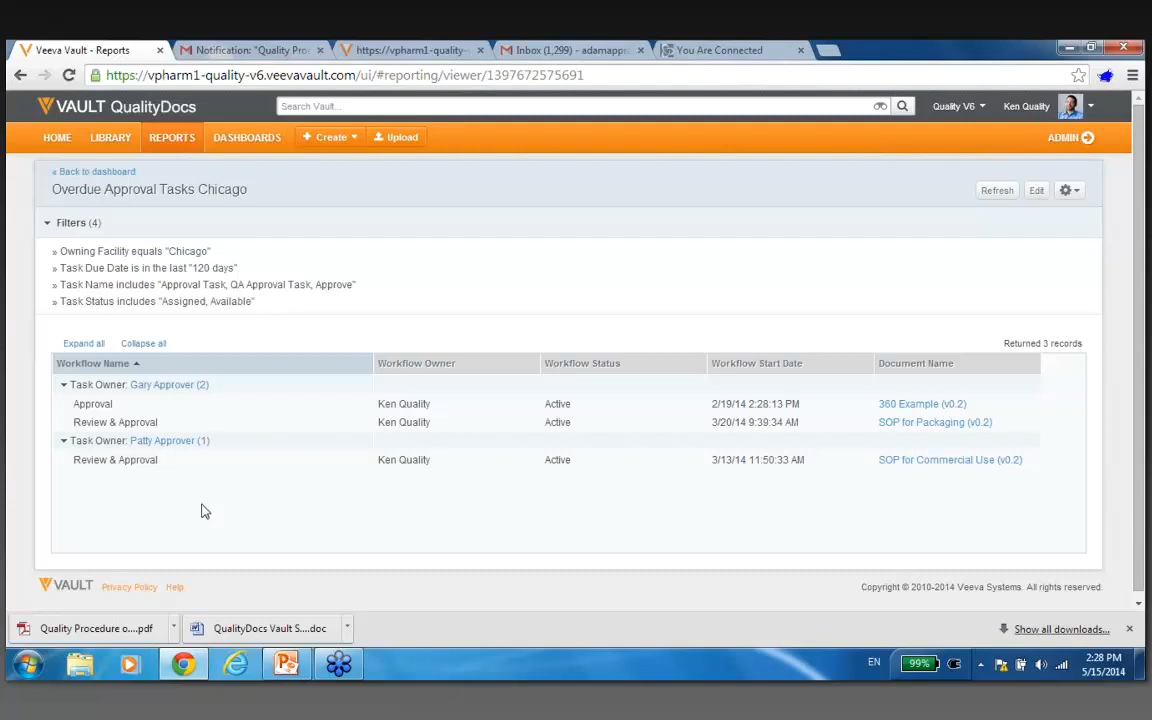 Veeva Vault - Reports
Notification: "Quality Pro
https://vpharm1-quality-
Inbox (1,299) - adamappr
You Are Connected
https://vpharm1-quality-v6.veevavault.com/ui/#reporting/viewer/1397672575691
VAULT QualityDocs
Search Vault...
Quality V6
Ken Quality
HOME
LIBRARY
REPORTS
DASHBOARDS
Create
Upload
ADMIN
« Back to dashboard
Overdue Approval Tasks Chicago
Refresh
Edit
Filters (4)
» Owning Facility equals "Chicago"
» Task Due Date is in the last "120 days"
» Task Name includes "Approval Task, QA Approval Task, Approve"
» Task Status includes "Assigned, Available"
Expand all
Collapse all
Returned 3 records
Workflow Name
Workflow Owner
Workflow Status
Workflow Start Date
Document Name
Task Owner: Gary Approver (2)
Approval
Ken Quality
Active
2/19/14 2:28:13 PM
360 Example (v0.2)
Review & Approval
Ken Quality
Active
3/20/14 9:39:34 AM
SOP for Packaging (v0.2)
Task Owner: Patty Approver (1)
Review & Approval
Ken Quality
Active
3/13/14 11:50:33 AM
SOP for Commercial Use (v0.2)
VAULT
Privacy Policy
Help
Copyright © 2010-2014 Veeva Systems. All rights reserved.
Quality Procedure o....pdf
QualityDocs Vault S....doc
Show all downloads...
EN
99%
2:28 PM
5/15/2014